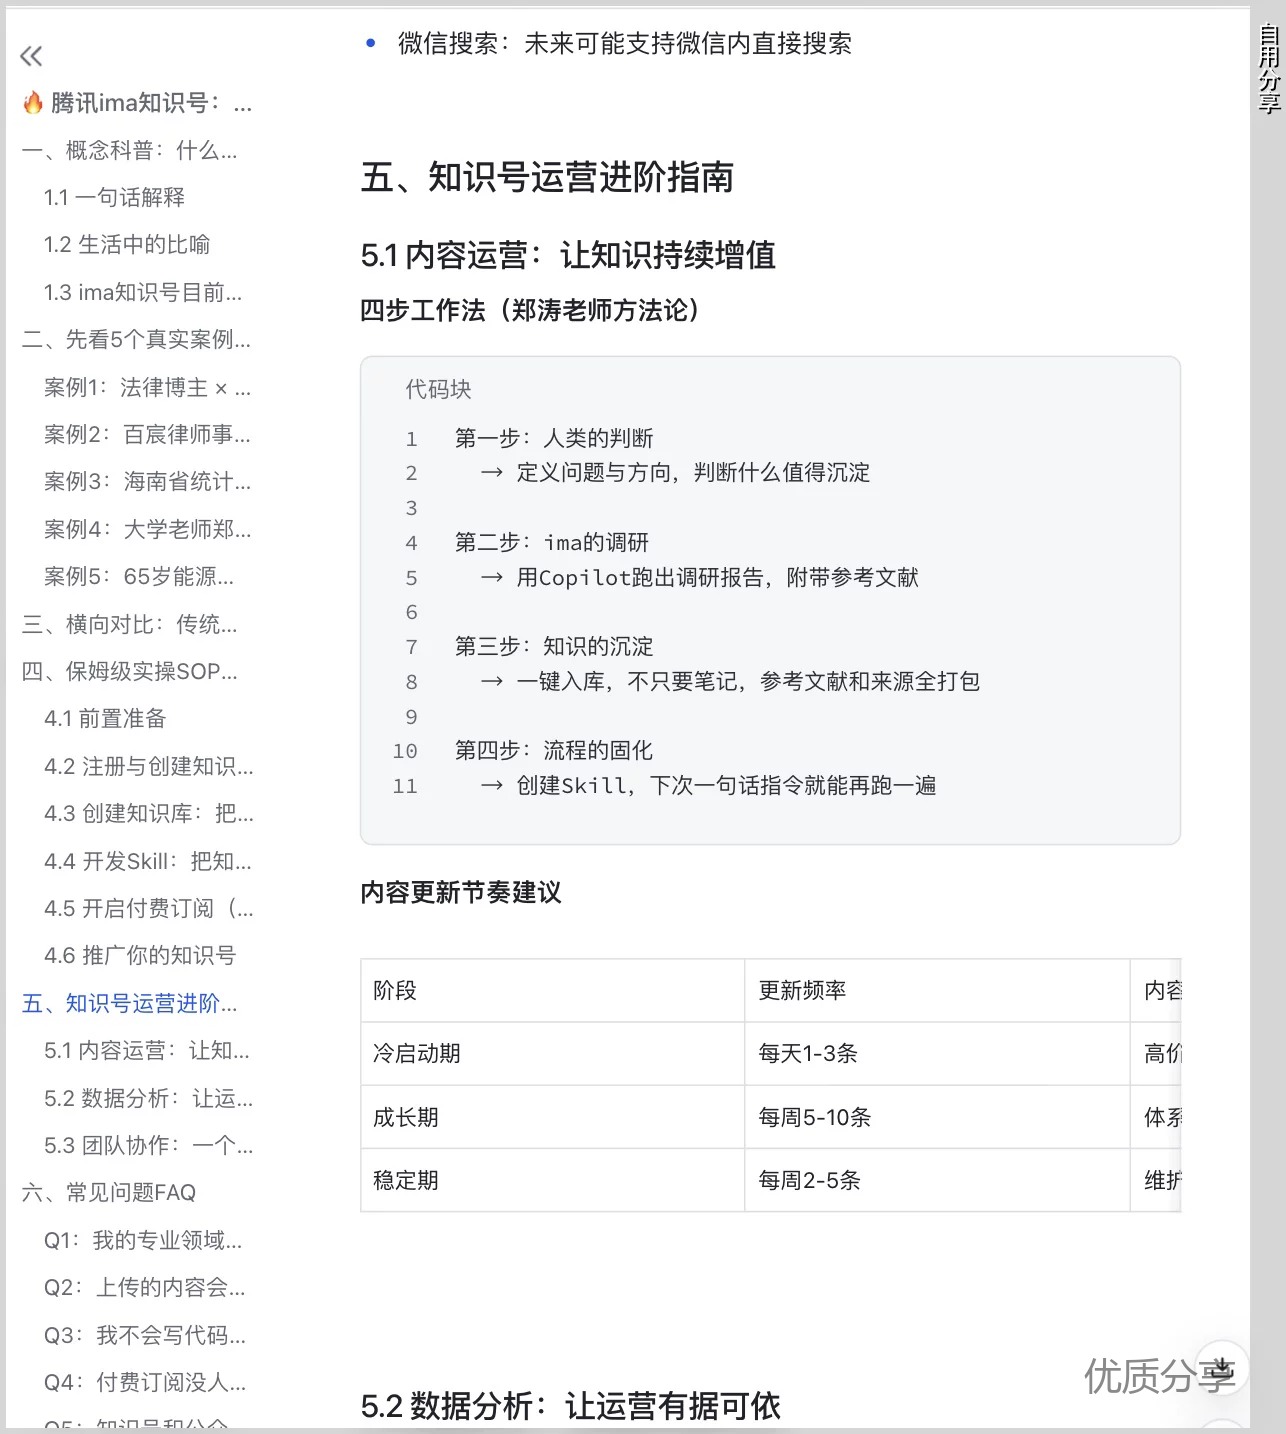 🔥 腾讯ima知识号：...
一、概念科普：什么...
1.1 一句话解释
1.2 生活中的比喻
1.3 ima知识号目前...
二、先看5个真实案例...
案例1：法律博主 × ...
案例2：百宸律师事...
案例3：海南省统计...
案例4：大学老师郑...
案例5：65岁能源...
三、横向对比：传统...
四、保姆级实操SOP...
4.1 前置准备
4.2 注册与创建知识...
4.3 创建知识库：把...
4.4 开发Skill：把知...
4.5 开启付费订阅（...
4.6 推广你的知识号
五、知识号运营进阶...
5.1 内容运营：让知...
5.2 数据分析：让运...
5.3 团队协作：一个...
六、常见问题FAQ
Q1：我的专业领域...
Q2：上传的内容会...
Q3：我不会写代码...
Q4：付费订阅没人...
• 微信搜索：未来可能支持微信内直接搜索
五、知识号运营进阶指南
5.1 内容运营：让知识持续增值
四步工作法（郑涛老师方法论）
代码块
1 第一步：人类的判断
2 → 定义问题与方向，判断什么值得沉淀
3
4 第二步：ima的调研
5 → 用Copilot跑出调研报告，附带参考文献
6
7 第三步：知识的沉淀
8 → 一键入库，不只要笔记，参考文献和来源全打包
9
10 第四步：流程的固化
11 → 创建Skill，下次一句话指令就能再跑一遍
内容更新节奏建议
阶段 更新频率 内容
冷启动期 每天1-3条 高价
成长期 每周5-10条 体系
稳定期 每周2-5条 维护
5.2 数据分析：让运营有据可依
自用分享
优质分享